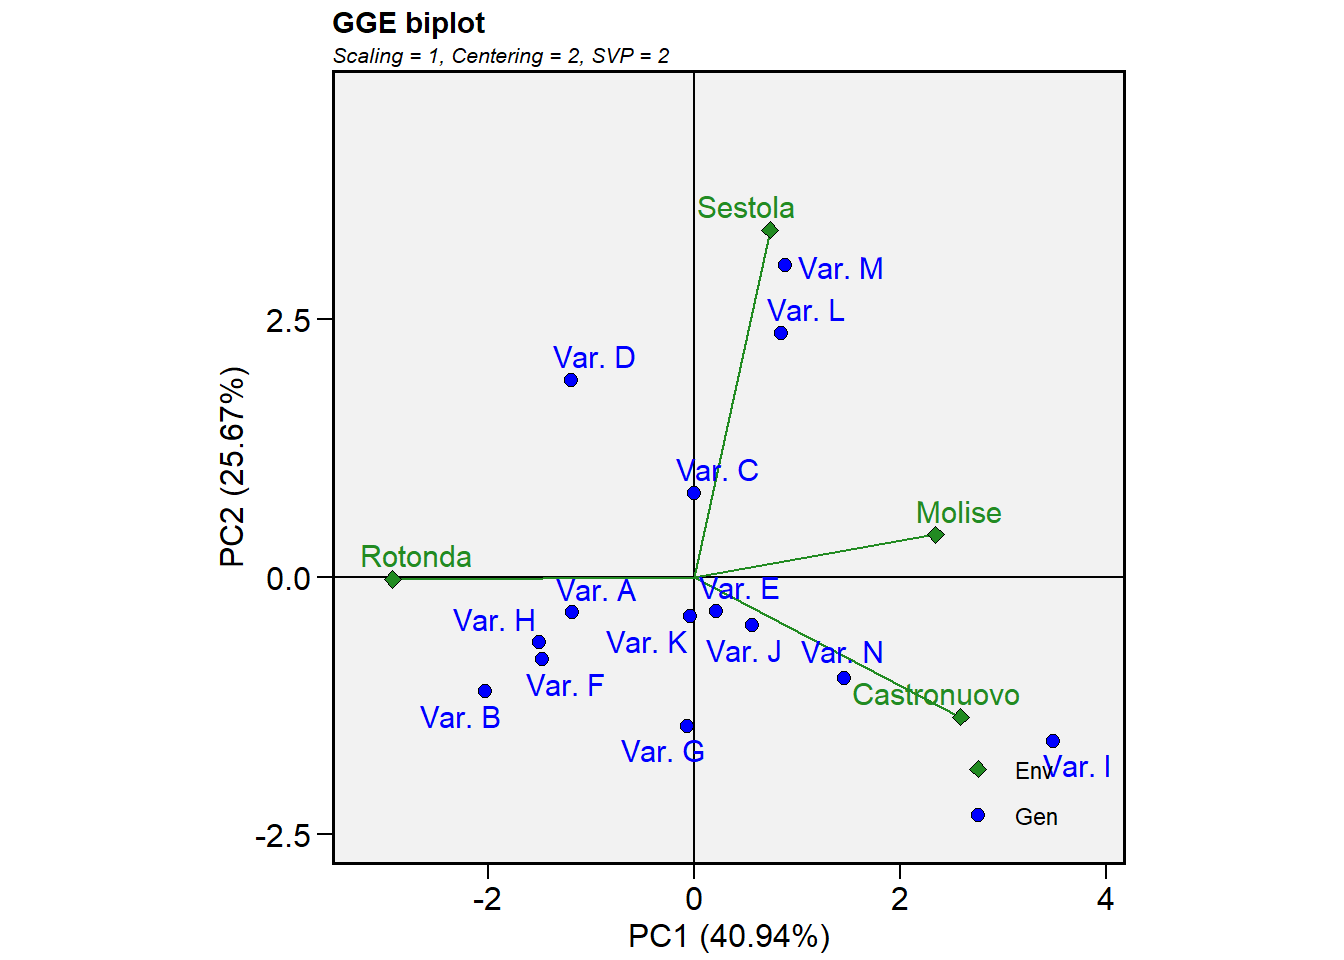 GGE biplot
Scaling = 1, Centering = 2, SVP = 2
Sestola
Var. M
Var. L
2.5
Var. D
Var. C
Molise
PC2 (25.67%)
Rotonda
0.0
Var. A
Var. E
Var. H
Var. K
Var. J
Var. N
Var. F
Castronuovo
Var. B
Var. G
Env
Var. I
Gen
-2.5
-2
0
2
4
PC1 (40.94%)